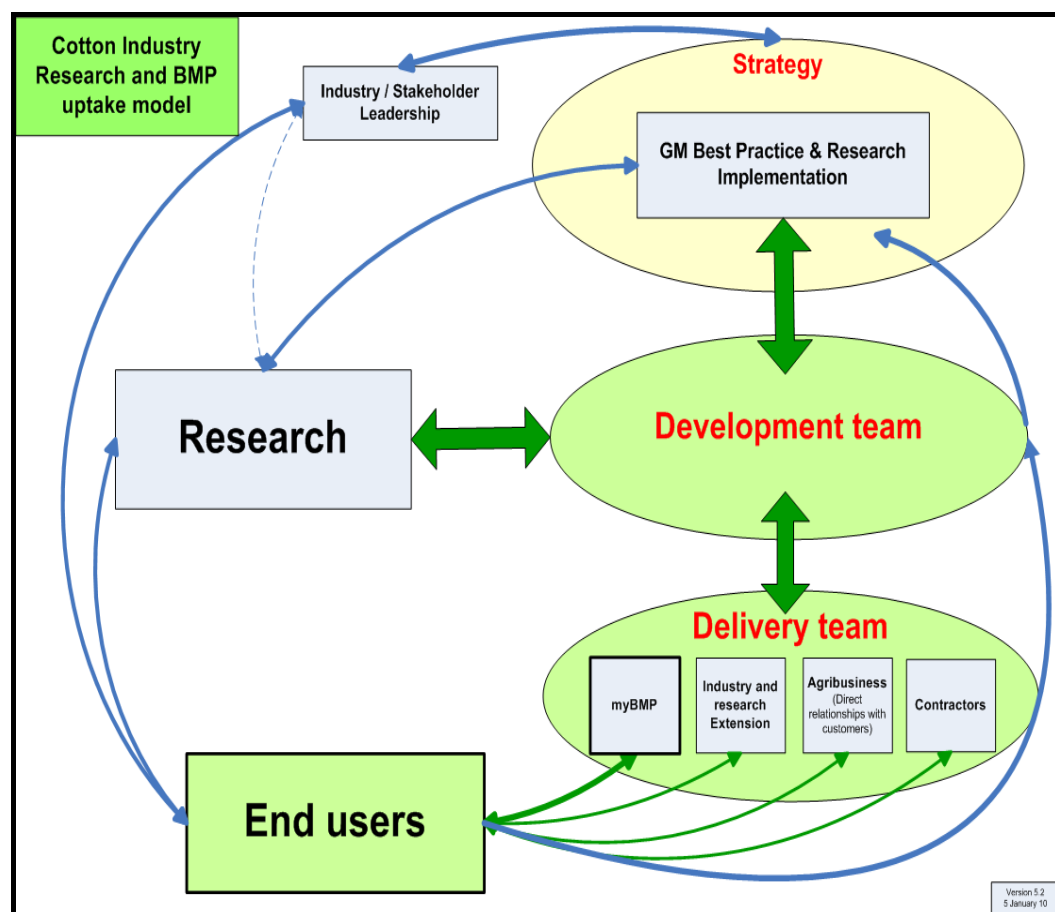 Cotton Industry
Research and BMP
uptake model
Industry / Stakeholder
Leadership
Strategy
GM Best Practice & Research
Implementation
Research
Development team
Delivery team
myBMP
Industry and
research
Extension
Agribusiness
(Direct
relationships with
customers)
Contractors
End users
Version 5.2
5 January 10